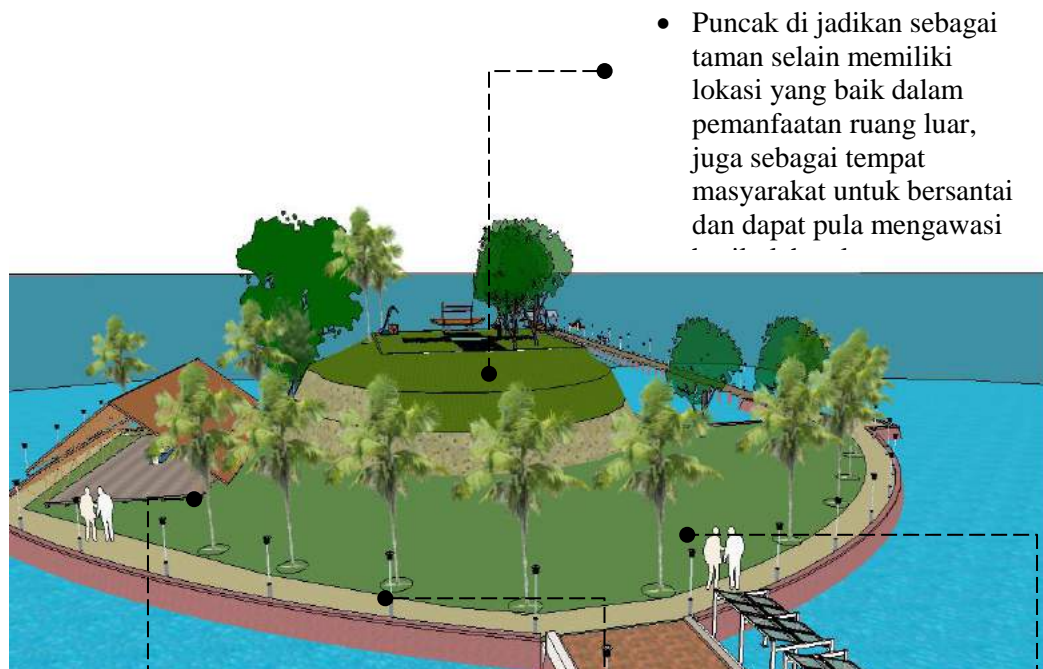 • Puncak di jadikan sebagai
taman selain memiliki
lokasi yang baik dalam
pemanfaatan ruang luar,
juga sebagai tempat
masyarakat untuk bersantai
dan dapat pula mengawasi